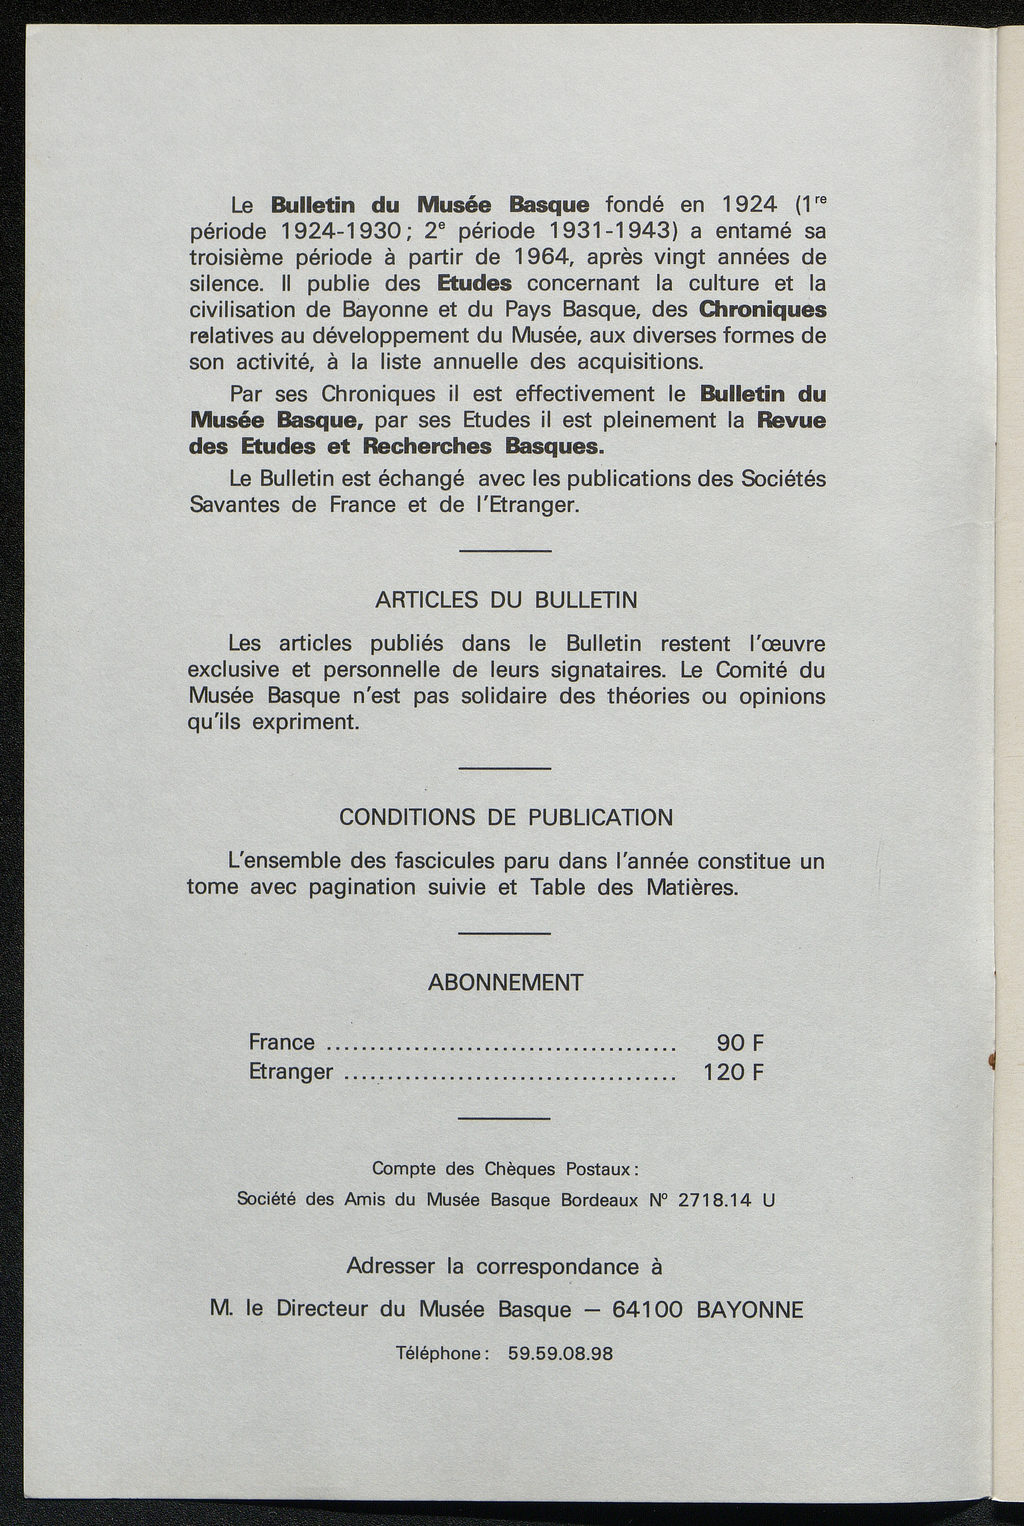 Le Bulletin du Musée Basque fondé en 1924 (1re
période 1924-1930 ; 2e période 1931-1943) a entamé sa
troisième période à partir de 1964, après vingt années de
silence. Il publie des Etudes concernant la culture et la
civilisation de Bayonne et du Pays Basque, des Chroniques
relatives au développement du Musée, aux diverses formes de
son activité, à la liste annuelle des acquisitions.
Par ses Chroniques il est effectivement le Bulletin du
Musée Basque, par ses Etudes il est pleinement la Revue
des Etudes et Recherches Basques.
Le Bulletin est échangé avec les publications des Sociétés
Savantes de France et de l'Etranger.
ARTICLES DU BULLETIN
Les articles publiés dans le Bulletin restent l'œuvre
exclusive et personnelle de leurs signataires. Le Comité du
Musée Basque n'est pas solidaire des théories ou opinions
qu'ils expriment.
CONDITIONS DE PUBLICATION
L'ensemble des fascicules paru dans l'année constitue un
tome avec pagination suivie et Table des Matières.
ABONNEMENT
France ........................................ 90 F
Etranger ...................................... 120 F
Compte des Chèques Postaux :
Société des Amis du Musée Basque Bordeaux N° 2718.14 U
Adresser la correspondance à
M. le Directeur du Musée Basque — 64100 BAYONNE
Téléphone : 59.59.08.98